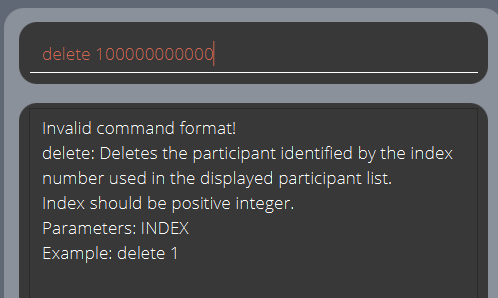 delete 100000000000
Invalid command format!
delete: Deletes the participant identified by the index
number used in the displayed participant list.
Index should be positive integer.
Parameters: INDEX
Example: delete 1